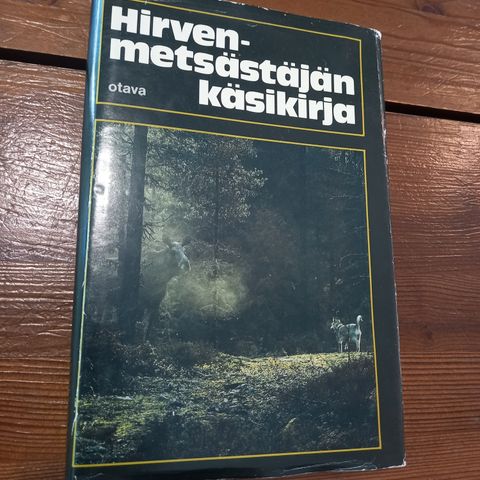 Hirven-
metsästäjän
käsikirja
otava